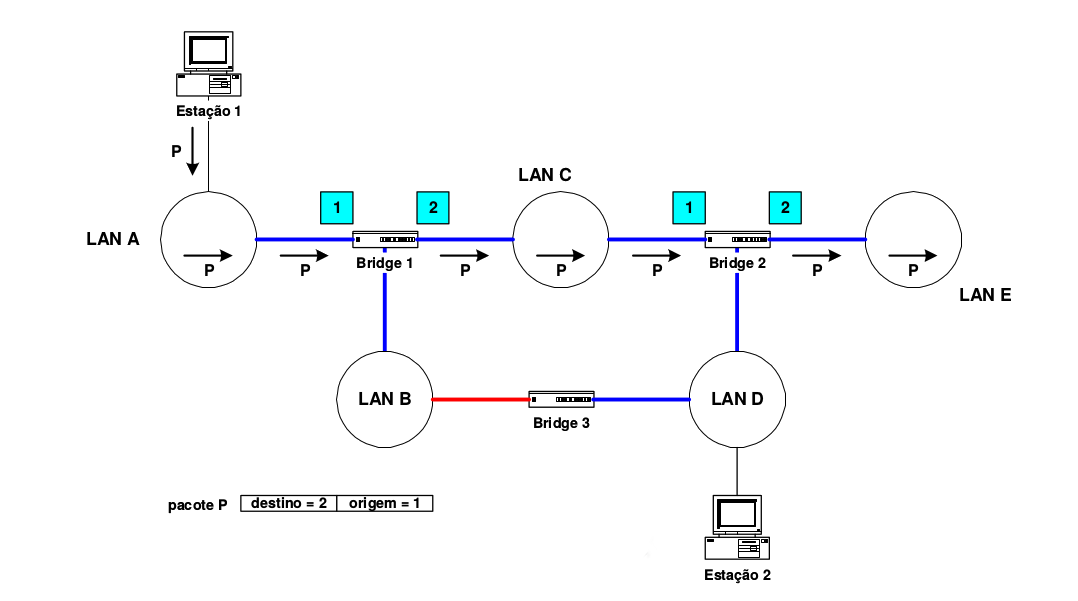 Estação 1
P
LAN C
1
2
1
2
LAN A
P
P
P
P
P
P
P
Bridge 1
Bridge 2
LAN E
LAN B
LAN D
Bridge 3
pacote P
destino = 2
origem = 1
Estação 2